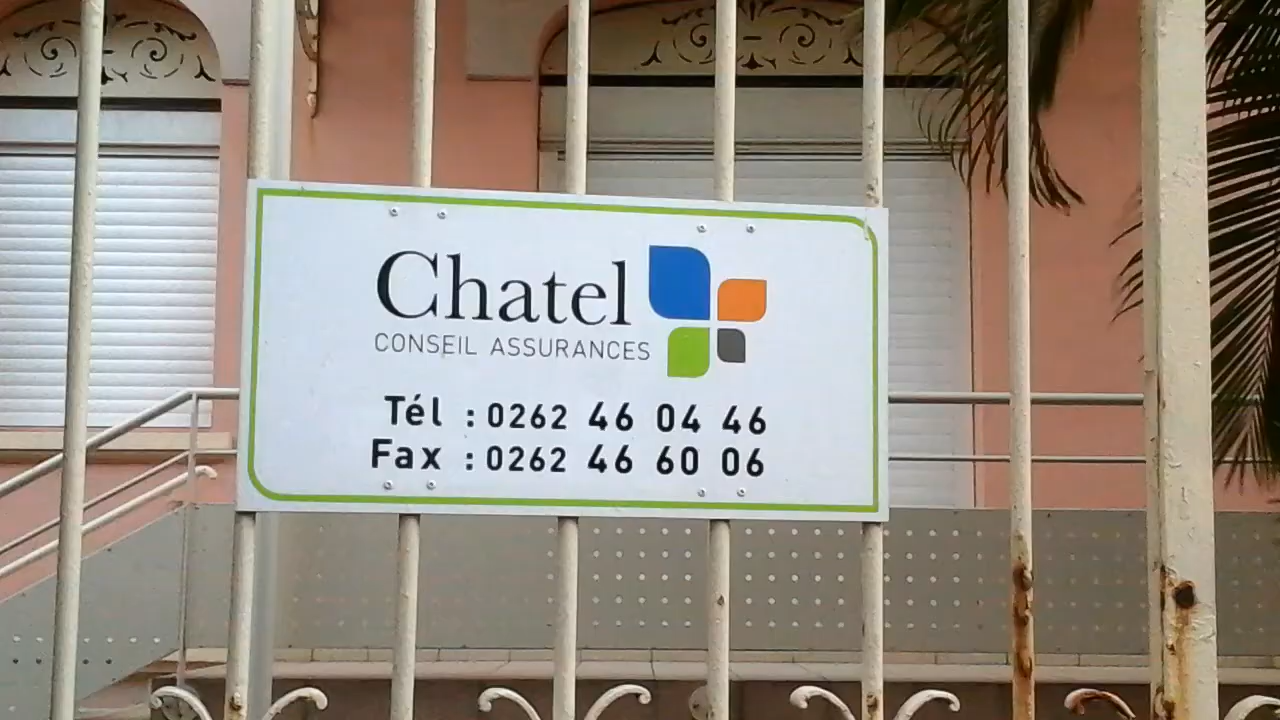 Chatel
CONSEIL ASSURANCES
Tél : 0262 46 04 46
Fax : 0262 46 60 06